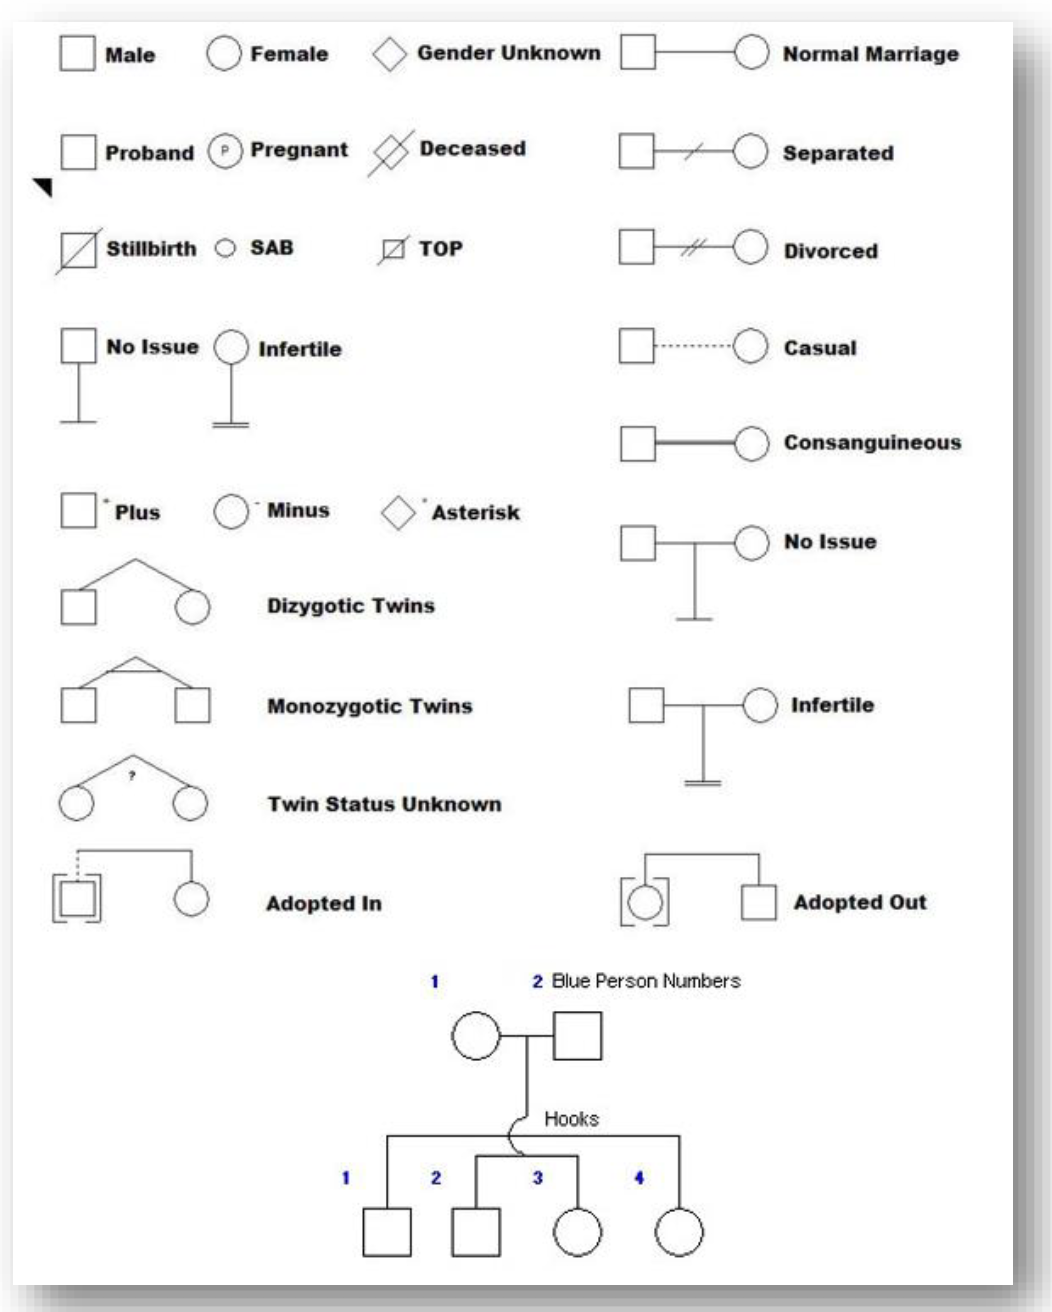 Male Female Gender Unknown Normal Marriage
Proband P Pregnant Deceased Separated
Stillbirth SAB TOP Divorced
No Issue Infertile Casual
Consanguineous
+ Plus - Minus * Asterisk
No Issue
Dizygotic Twins
Monozygotic Twins Infertile
?
Twin Status Unknown
Adopted In Adopted Out
1 2 Blue Person Numbers
Hooks
1 2 3 4